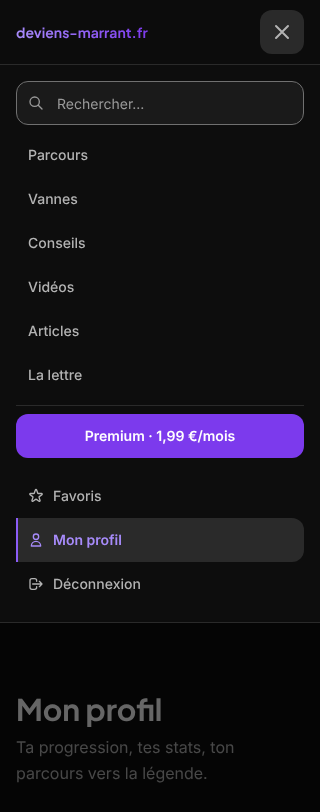 deviens-marrant.fr
Rechercher...
Parcours
Vannes
Conseils
Vidéos
Articles
La lettre
Premium · 1,99 €/mois
Favoris
Mon profil
Déconnexion
Mon profil
Ta progression, tes stats, ton
parcours vers la légende.